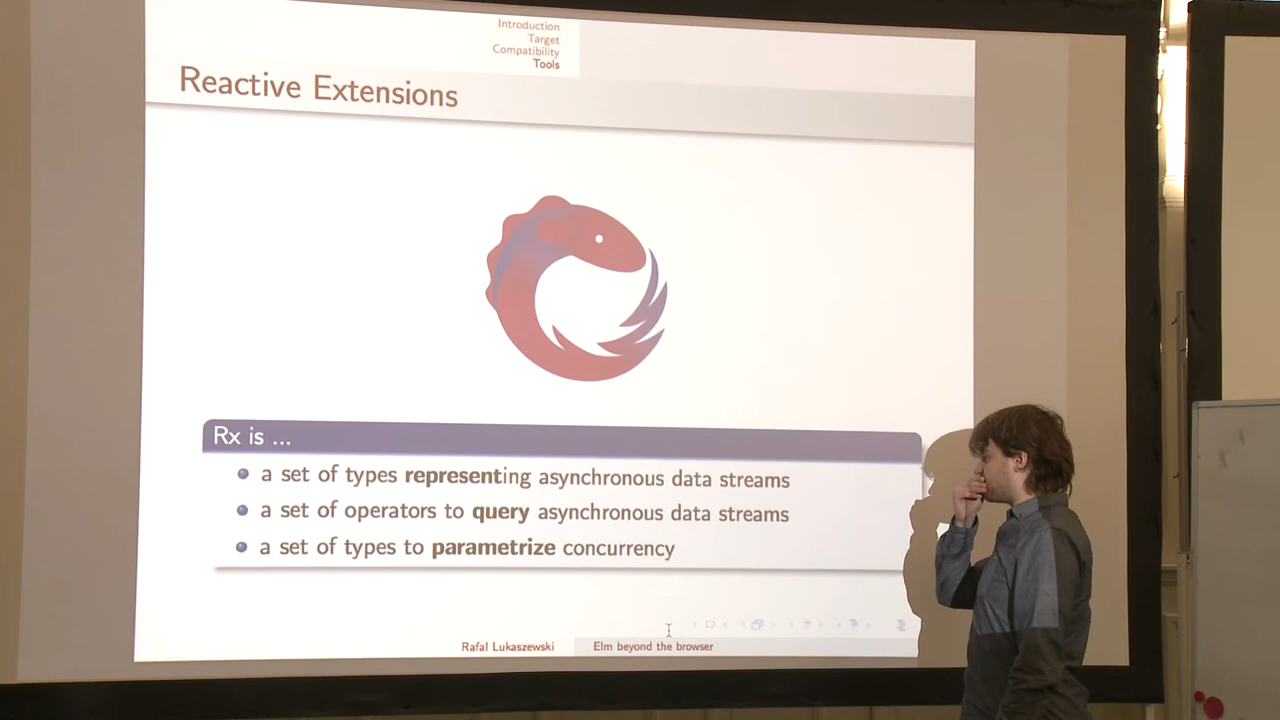 Introduction
Target
Compatibility
Tools
Reactive Extensions
Rx is ...
a set of types representing asynchronous data streams
a set of operators to query asynchronous data streams
a set of types to parametrize concurrency
Rafal Lukaszewski
Elm beyond the browser